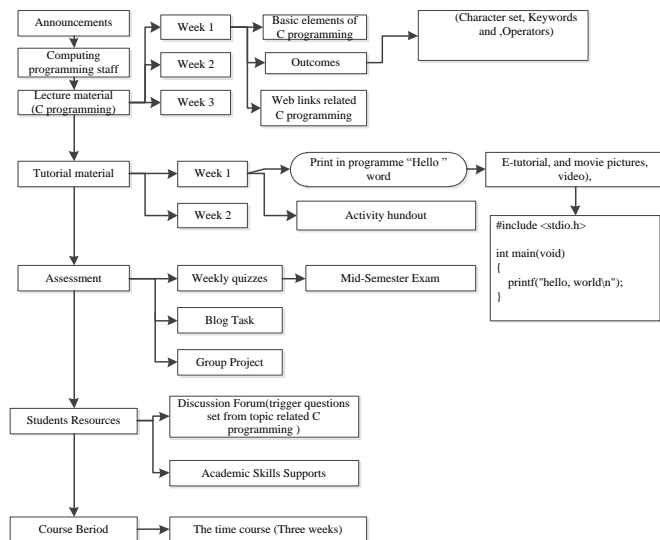 Announcements
Computing
programming staff
Lecture material
(C programming)
Week 1
Week 2
Week 3
Basic elements of
C programming
Outcomes
Web links related
C programming
(Character set, Keywords
and ,Operators)
Tutorial material
Week 1
Week 2
Print in programme “Hello ”
word
Activity hundout
E-tutorial, and movie pictures,
video),
#include <stdio.h>
int main(void)
{
printf("hello, world\n");
}
Assessment
Weekly quizzes
Mid-Semester Exam
Blog Task
Group Project
Students Resources
Discussion Forum(trigger questions
set from topic related C
programming )
Academic Skills Supports
Course Beriod
The time course (Three weeks)